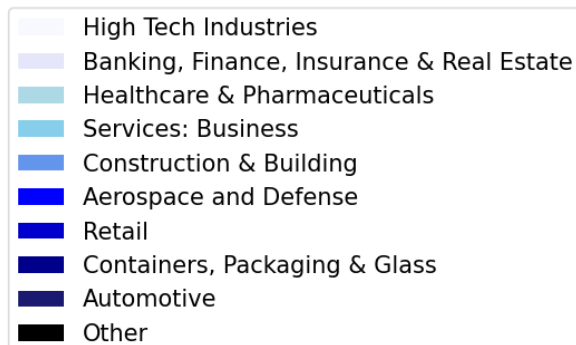 High Tech Industries
Banking, Finance, Insurance & Real Estate
Healthcare & Pharmaceuticals
Services: Business
Construction & Building
Aerospace and Defense
Retail
Containers, Packaging & Glass
Automotive
Other